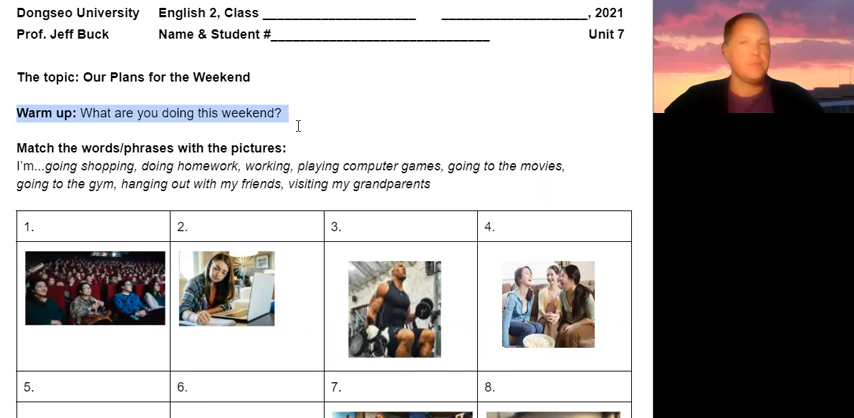 Dongseo University English 2, Class ______________________ _____________________, 2021
Prof. Jeff Buck Name & Student #_______________________________ Unit 7
The topic: Our Plans for the Weekend
Warm up: What are you doing this weekend?
Match the words/phrases with the pictures:
I'm...going shopping, doing homework, working, playing computer games, going to the movies,
going to the gym, hanging out with my friends, visiting my grandparents
1. 2. 3. 4.
5. 6. 7. 8.